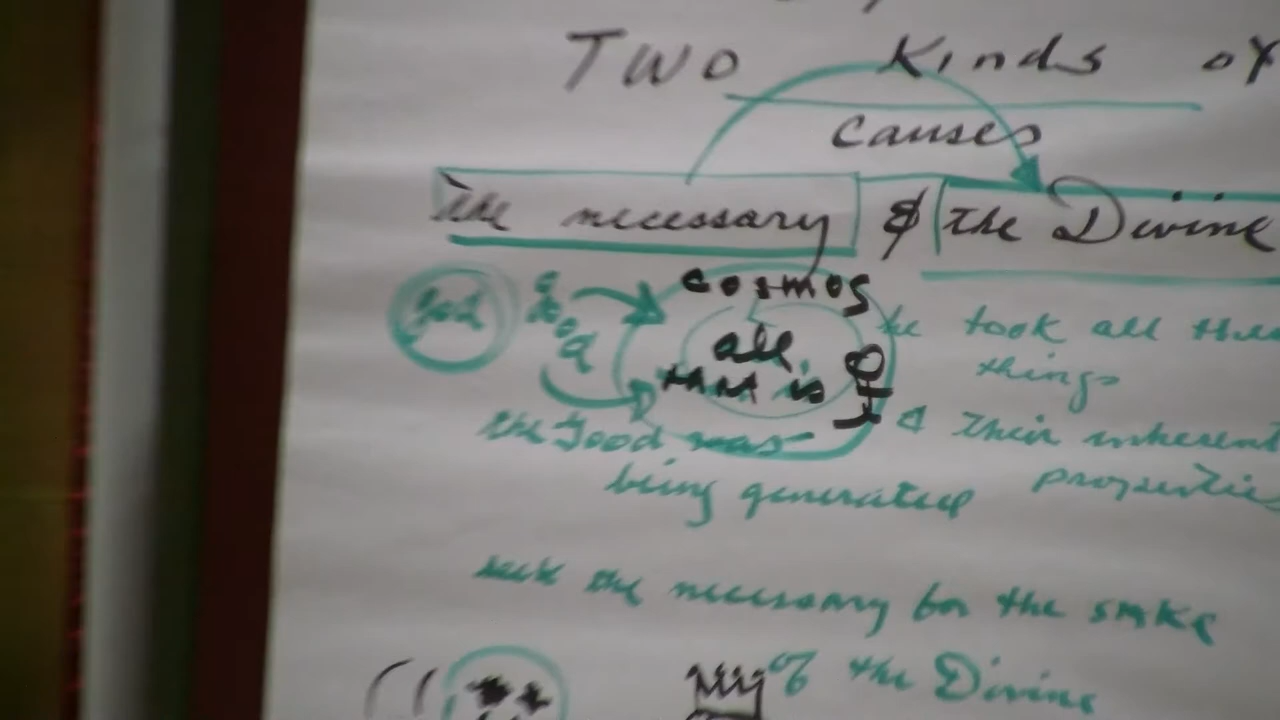 Two Kinds of
causes
The necessary & the Divine
God Good cosmos
all
that is
he took all these
things
& their inherent
properties
the Good was
being generated
seek the necessary for the sake
of the Divine